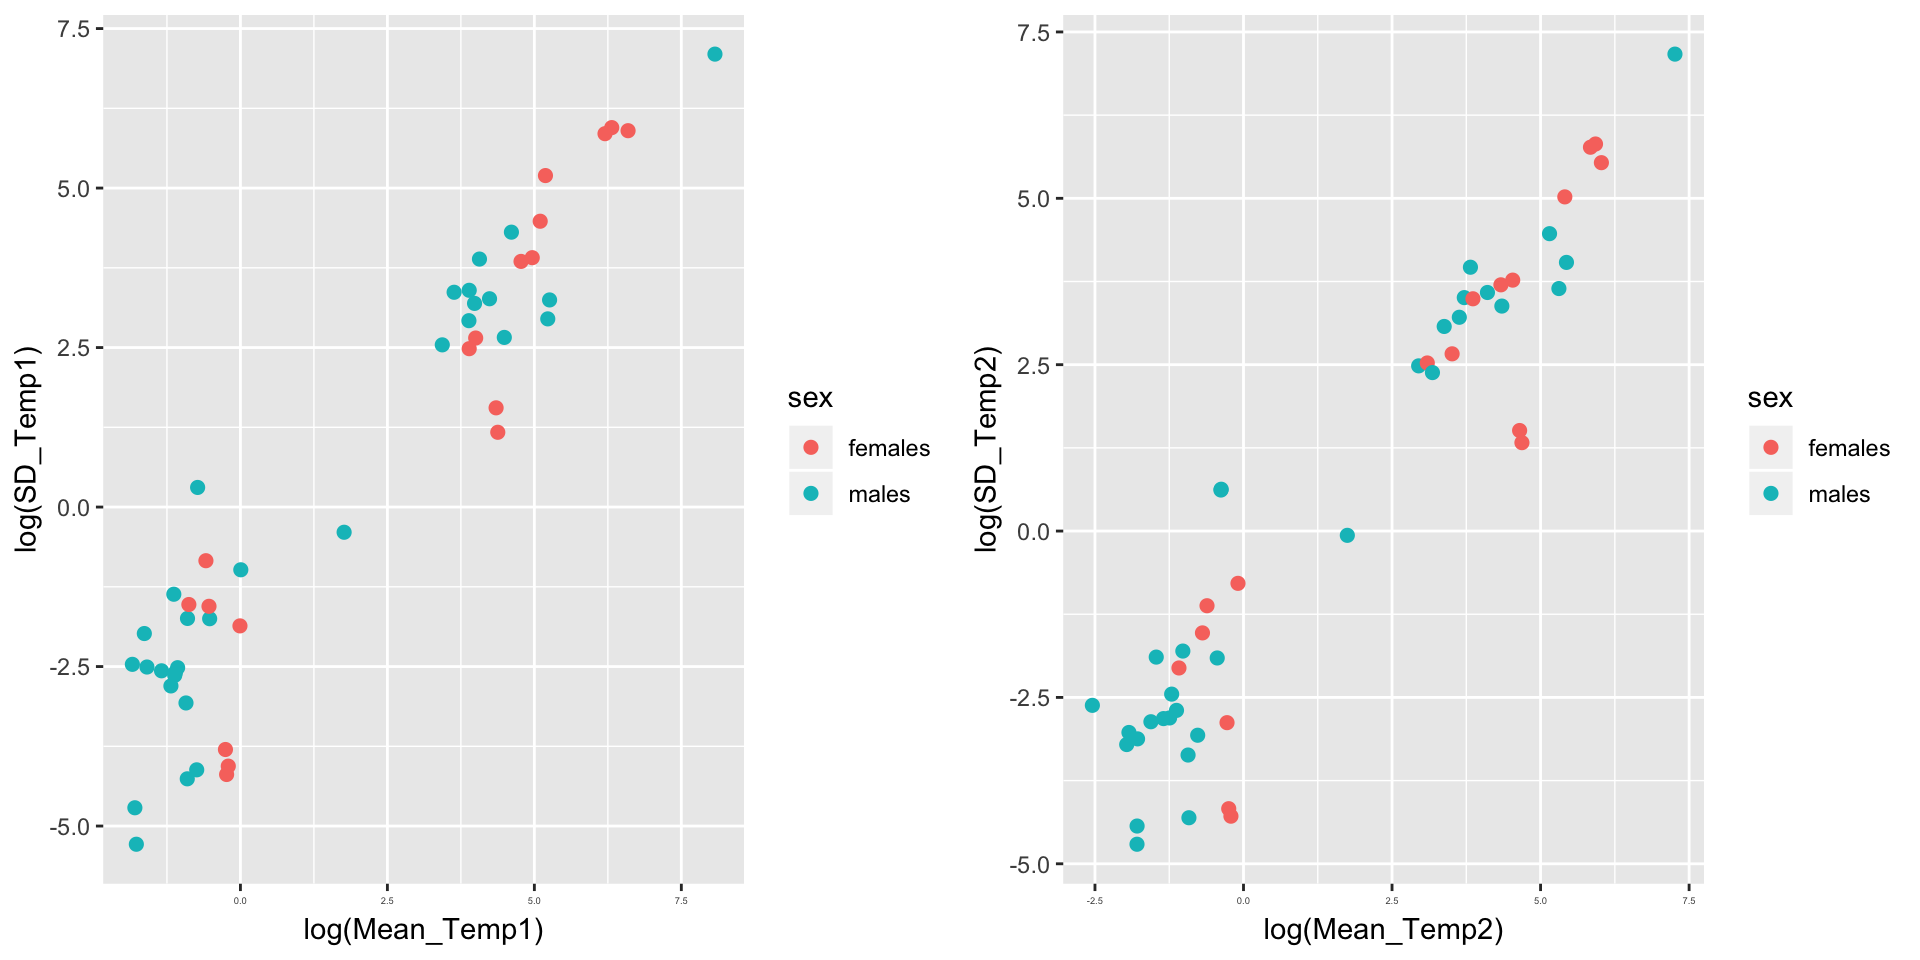 7.5
5.0
2.5
0.0
-2.5
-5.0
log(SD_Temp1)
0.0 2.5 5.0 7.5
log(Mean_Temp1)
sex
females
males
7.5
5.0
2.5
0.0
-2.5
-5.0
log(SD_Temp2)
-2.5 0.0 2.5 5.0 7.5
log(Mean_Temp2)
sex
females
males